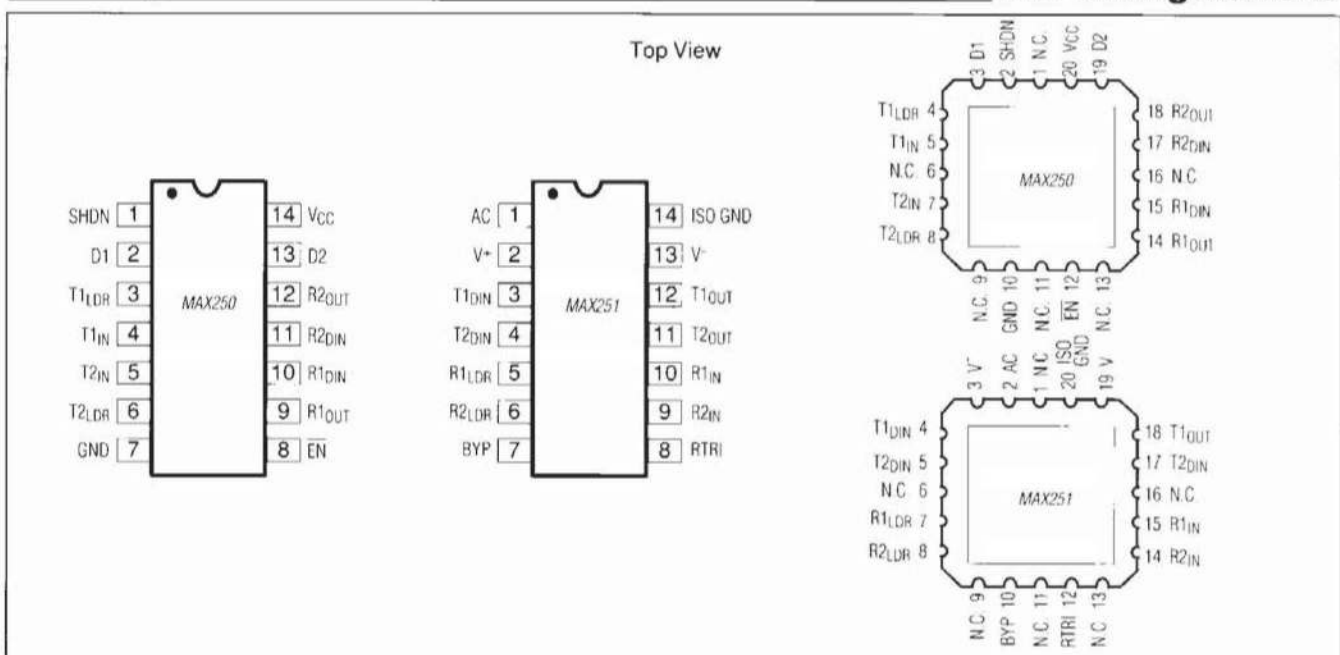 Top View
SHDN 1
D1 2
T1LDR 3
T1IN 4
T2IN 5
T2LDR 6
GND 7
MAX250
14 VCC
13 D2
12 R2OUT
11 R2DIN
10 R1DIN
9 R1OUT
8 EN
AC 1
V+ 2
T1DIN 3
T2DIN 4
R1LDR 5
R2LDR 6
BYP 7
MAX251
14 ISO GND
13 V-
12 T1OUT
11 T2OUT
10 R1IN
9 R2IN
8 RTRI
3 D1
2 SHDN
1 N.C.
20 VCC
19 D2
T1LDR 4
T1IN 5
N.C. 6
T2IN 7
T2LDR 8
MAX250
18 R2OUT
17 R2DIN
16 N.C
15 R1DIN
14 R1OUT
N.C. 9
GND 10
N.C. 11
EN 12
N.C. 13
3 V-
2 AC
1 NC
20 ISO GND
19 V
T1DIN 4
T2DIN 5
N.C 6
R1LDR 7
R2LDR 8
MAX251
18 T1OUT
17 T2DIN
16 N.C
15 R1IN
14 R2IN
N.C. 9
BYP 10
N.C. 11
RTRI 12
N.C. 13